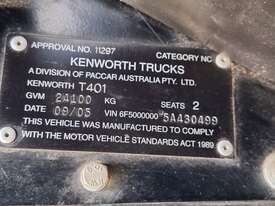 APPROVAL NO. 11297 CATEGORY NC
KENWORTH TRUCKS
A DIVISION OF PACCAR AUSTRALIA PTY. LTD.
KENWORTH T401
GVM 24100 KG SEATS 2
DATE 09/05 VIN 6F5000000 5A430499
THIS VEHICLE WAS MANUFACTURED TO COMPLY
WITH THE MOTOR VEHICLE STANDARDS ACT 1989